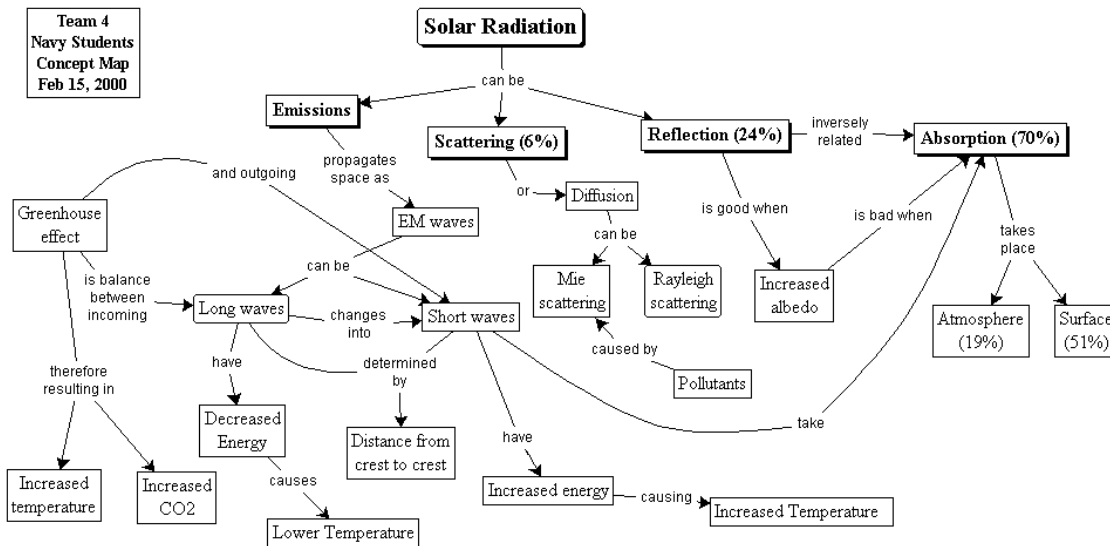 Team 4
Navy Students
Concept Map
Feb 15, 2000
Solar Radiation
can be
Emissions
Scattering (6%)
Reflection (24%)
inversely
related
Absorption (70%)
propagates
space as
and outgoing
or
Diffusion
Greenhouse
effect
EM waves
is good when
is bad when
takes
place
can be
can be
is balance
between
incoming
Mie
scattering
Rayleigh
scattering
Increased
albedo
Long waves
changes
into
Short waves
Atmosphere
(19%)
Surface
(51%)
caused by
Pollutants
therefore
resulting in
have
determined
by
Decreased
Energy
Distance from
crest to crest
have
take
Increased
temperature
Increased
CO2
causes
Increased energy
causing
Increased Temperature
Lower Temperature